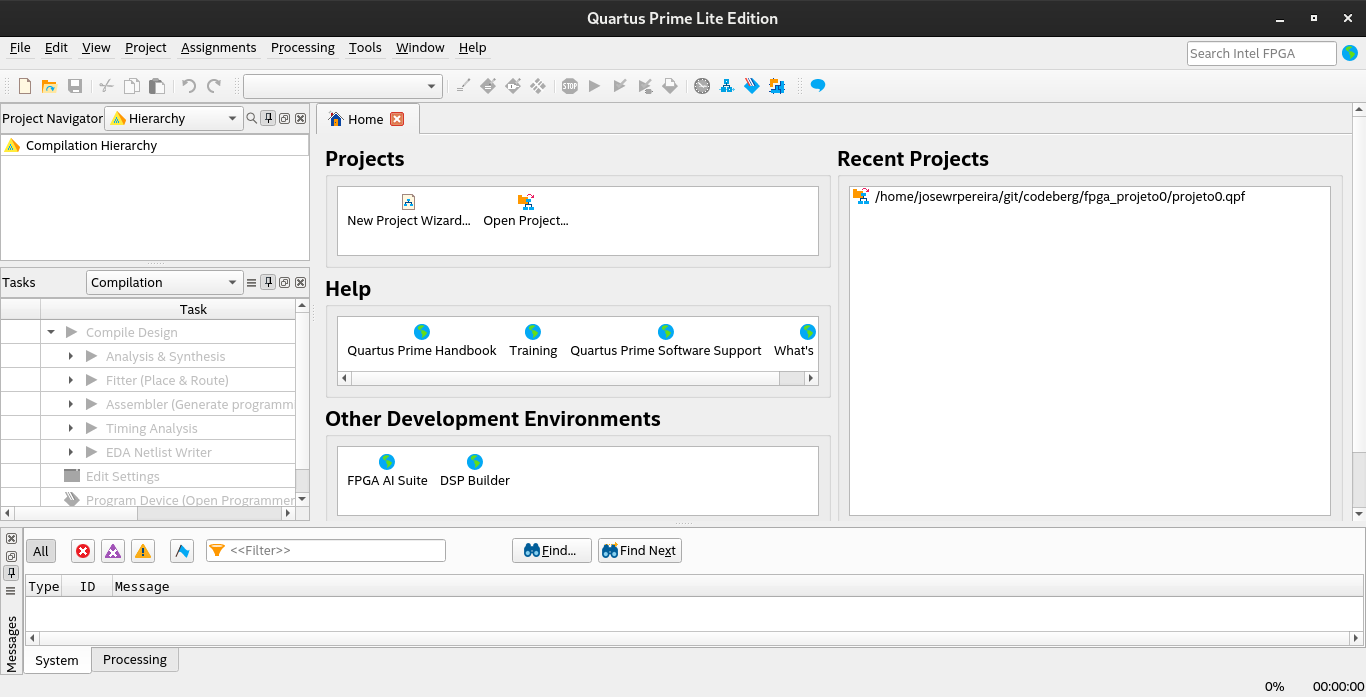 Quartus Prime Lite Edition
File Edit View Project Assignments Processing Tools Window Help
Search Intel FPGA
STOP
Project Navigator Hierarchy
Compilation Hierarchy
Tasks Compilation
Task
Compile Design
Analysis & Synthesis
Fitter (Place & Route)
Assembler (Generate programm
Timing Analysis
EDA Netlist Writer
Edit Settings
Program Device (Open Programmer
Home
Projects
New Project Wizard... Open Project...
Help
Quartus Prime Handbook Training Quartus Prime Software Support What's
Other Development Environments
FPGA AI Suite DSP Builder
Recent Projects
/home/josewrpereira/git/codeberg/fpga_projeto0/projeto0.qpf
All <<Filter>> Find... Find Next
Type ID Message
Messages
System Processing
0% 00:00:00